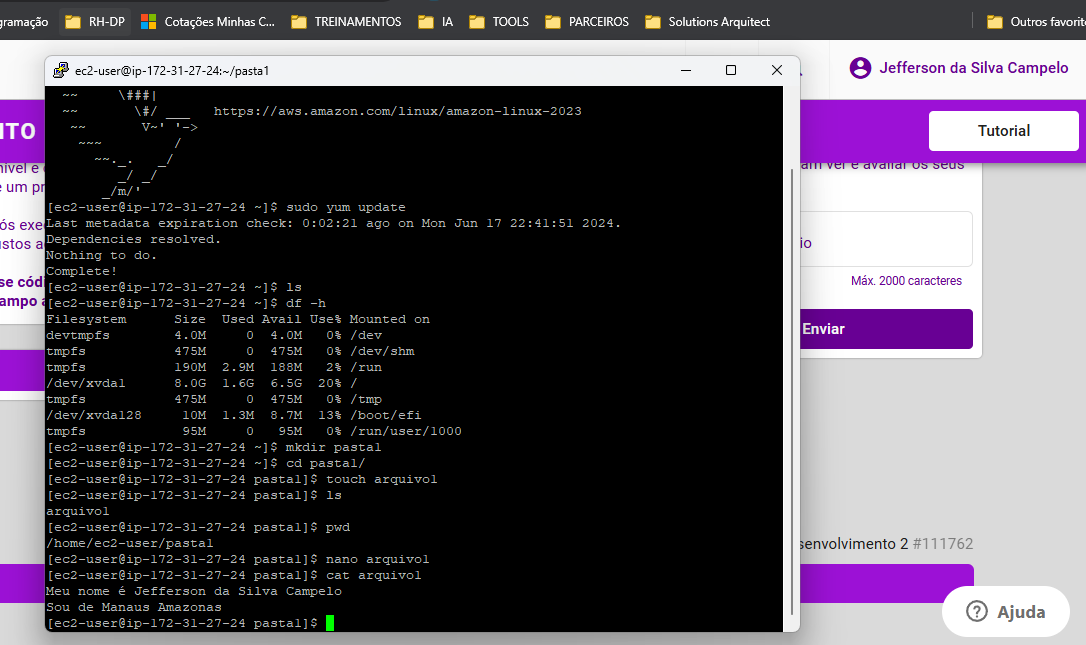 gramação RH-DP Cotações Minhas C... TREINAMENTOS IA TOOLS PARCEIROS Solutions Arquitect Outros favorit
ec2-user@ip-172-31-27-24:~/pasta1
Jefferson da Silva Campelo
ITO
Tutorial
nível e
am ver e avaliar os seus
e um pr
ós exe
ustos a
se códi
ampo a
io
Máx. 2000 caracteres
Enviar
~~ \###|
~~ \#/ ___ https://aws.amazon.com/linux/amazon-linux-2023
~~ V~' '->
~~~ /
~~._. _/
_/ _/
_/m/'
[ec2-user@ip-172-31-27-24 ~]$ sudo yum update
Last metadata expiration check: 0:02:21 ago on Mon Jun 17 22:41:51 2024.
Dependencies resolved.
Nothing to do.
Complete!
[ec2-user@ip-172-31-27-24 ~]$ ls
[ec2-user@ip-172-31-27-24 ~]$ df -h
Filesystem Size Used Avail Use% Mounted on
devtmpfs 4.0M 0 4.0M 0% /dev
tmpfs 475M 0 475M 0% /dev/shm
tmpfs 190M 2.9M 188M 2% /run
/dev/xvda1 8.0G 1.6G 6.5G 20% /
tmpfs 475M 0 475M 0% /tmp
/dev/xvda128 10M 1.3M 8.7M 13% /boot/efi
tmpfs 95M 0 95M 0% /run/user/1000
[ec2-user@ip-172-31-27-24 ~]$ mkdir pasta1
[ec2-user@ip-172-31-27-24 ~]$ cd pasta1/
[ec2-user@ip-172-31-27-24 pasta1]$ touch arquivo1
[ec2-user@ip-172-31-27-24 pasta1]$ ls
arquivo1
[ec2-user@ip-172-31-27-24 pasta1]$ pwd
/home/ec2-user/pasta1
[ec2-user@ip-172-31-27-24 pasta1]$ nano arquivo1
[ec2-user@ip-172-31-27-24 pasta1]$ cat arquivo1
Meu nome é Jefferson da Silva Campelo
Sou de Manaus Amazonas
[ec2-user@ip-172-31-27-24 pasta1]$
senvolvimento 2 #111762
Ajuda